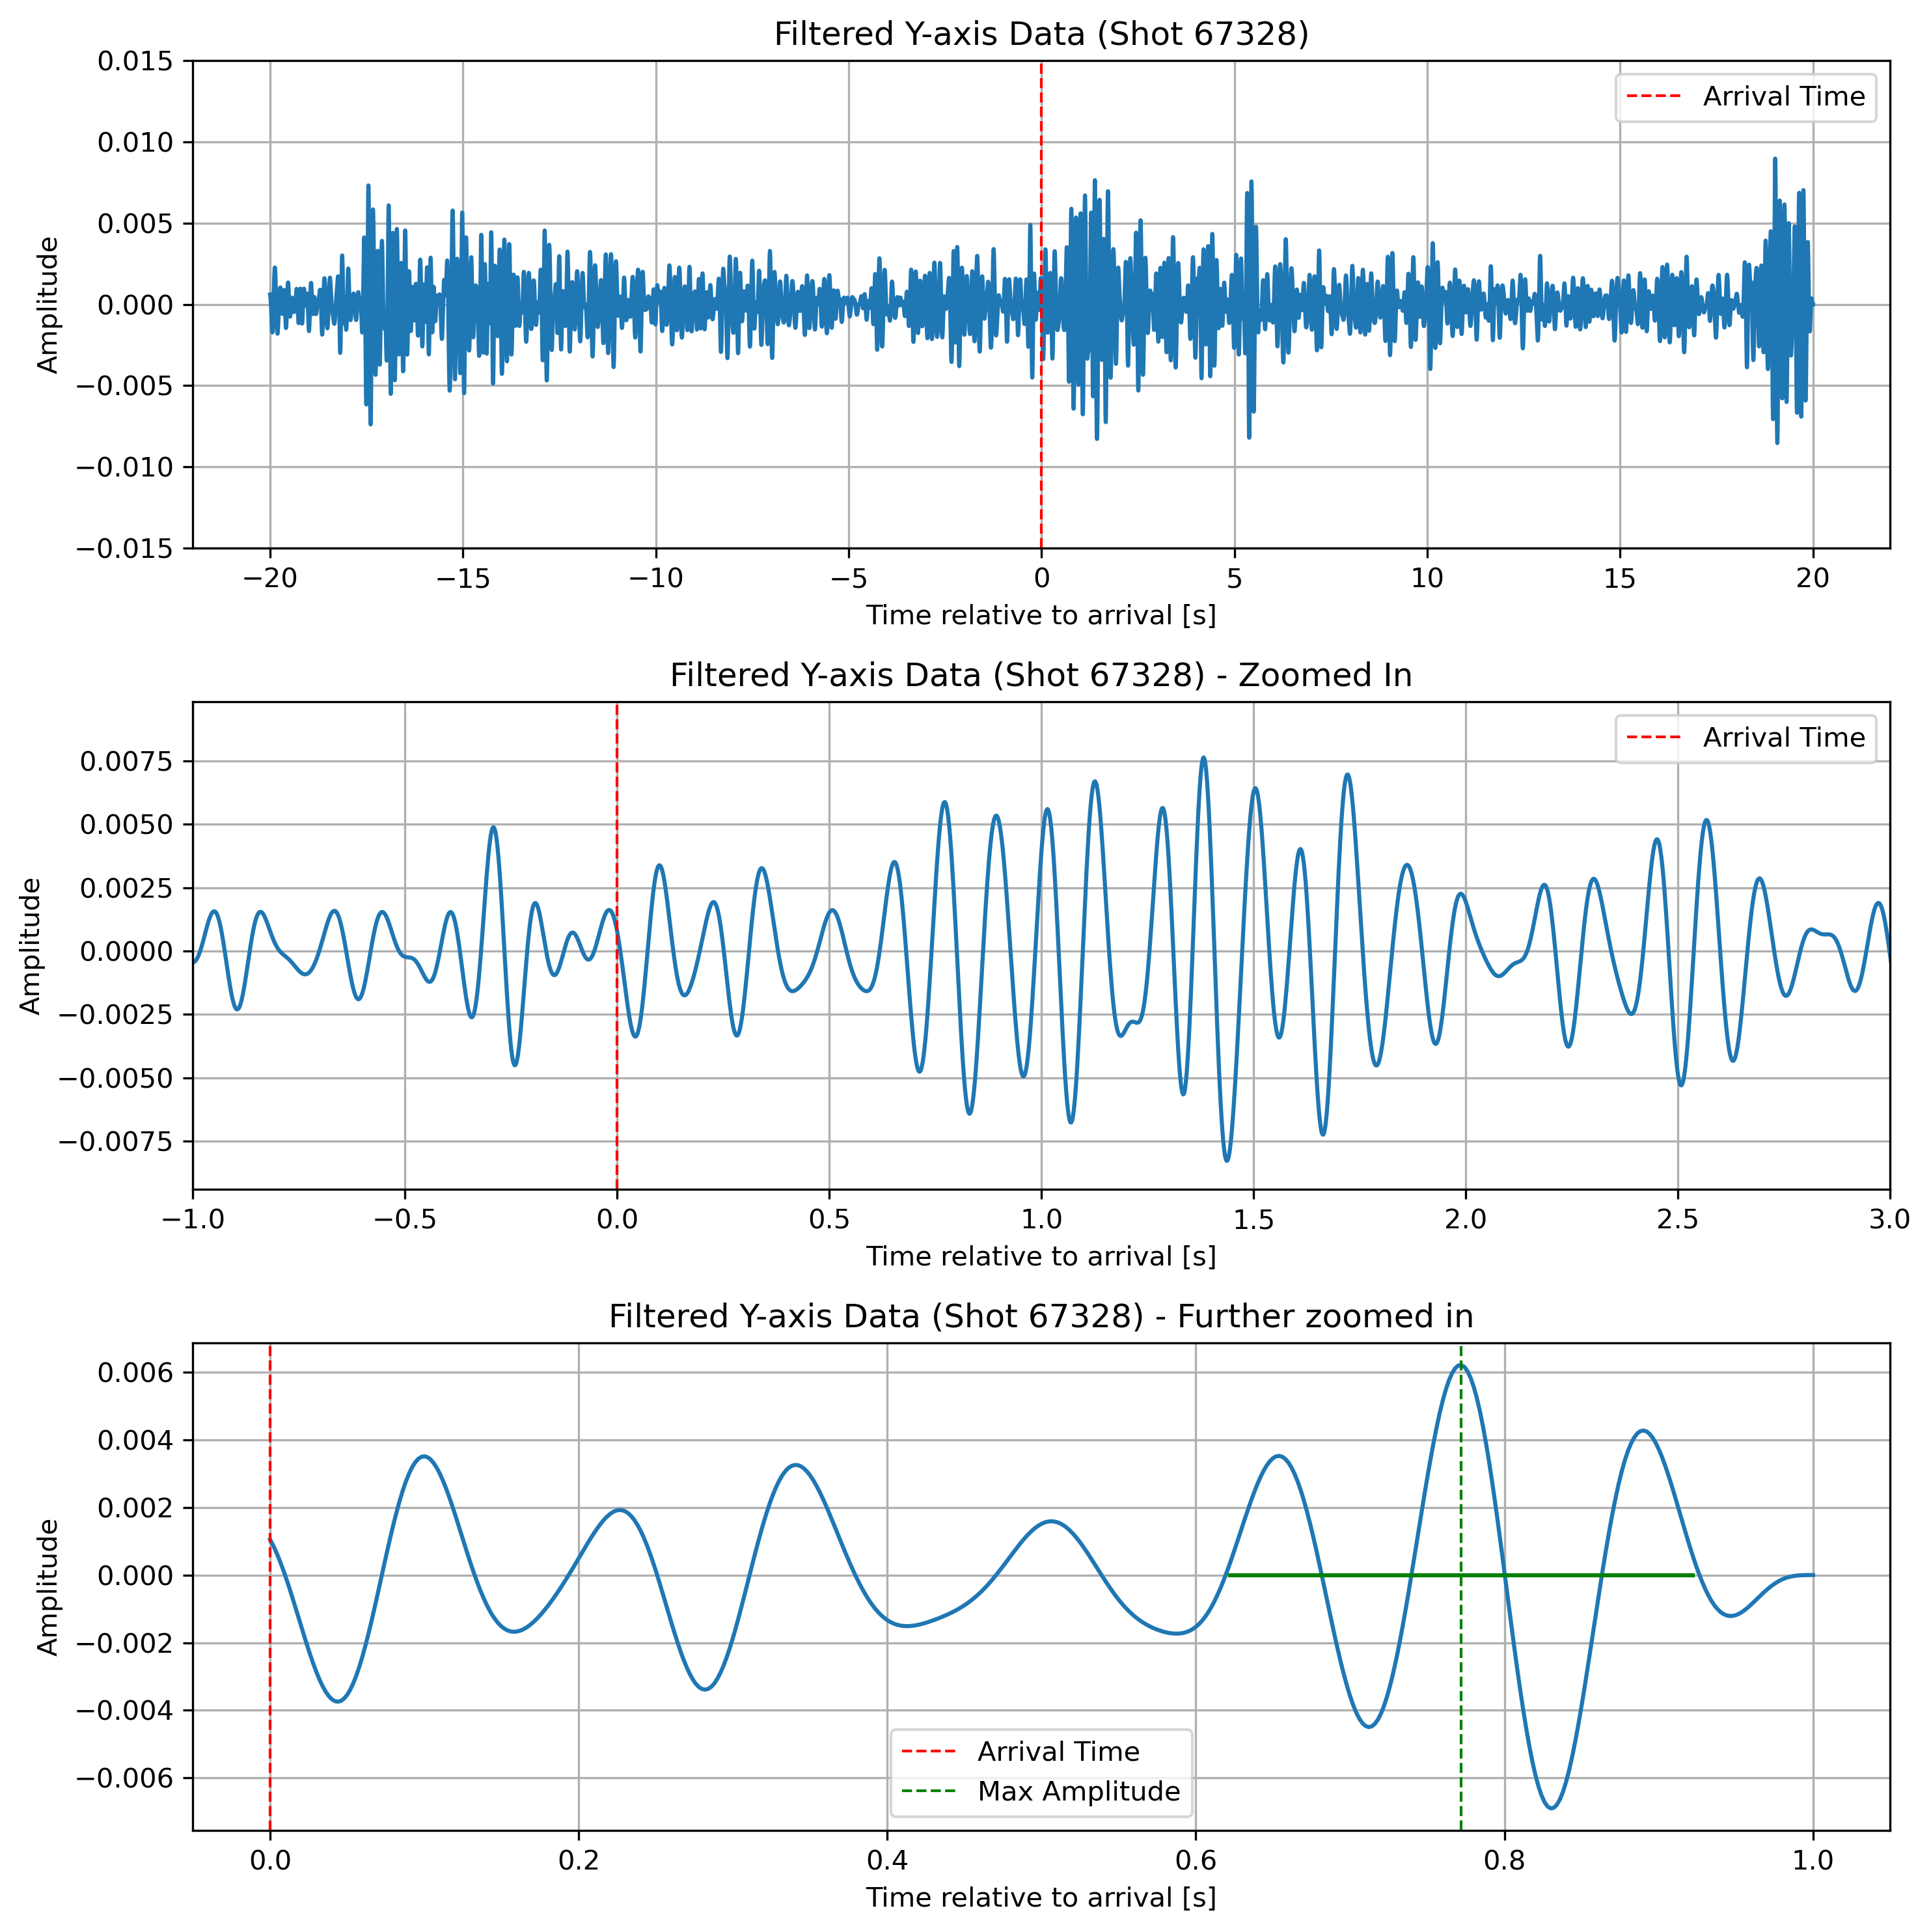 Filtered Y-axis Data (Shot 67328)
Amplitude
0.015
0.010
0.005
0.000
−0.005
−0.010
−0.015
Arrival Time
−20 −15 −10 −5 0 5 10 15 20
Time relative to arrival [s]
Filtered Y-axis Data (Shot 67328) - Zoomed In
Amplitude
0.0075
0.0050
0.0025
0.0000
−0.0025
−0.0050
−0.0075
Arrival Time
−1.0 −0.5 0.0 0.5 1.0 1.5 2.0 2.5 3.0
Time relative to arrival [s]
Filtered Y-axis Data (Shot 67328) - Further zoomed in
Amplitude
0.006
0.004
0.002
0.000
−0.002
−0.004
−0.006
Arrival Time
Max Amplitude
0.0 0.2 0.4 0.6 0.8 1.0
Time relative to arrival [s]